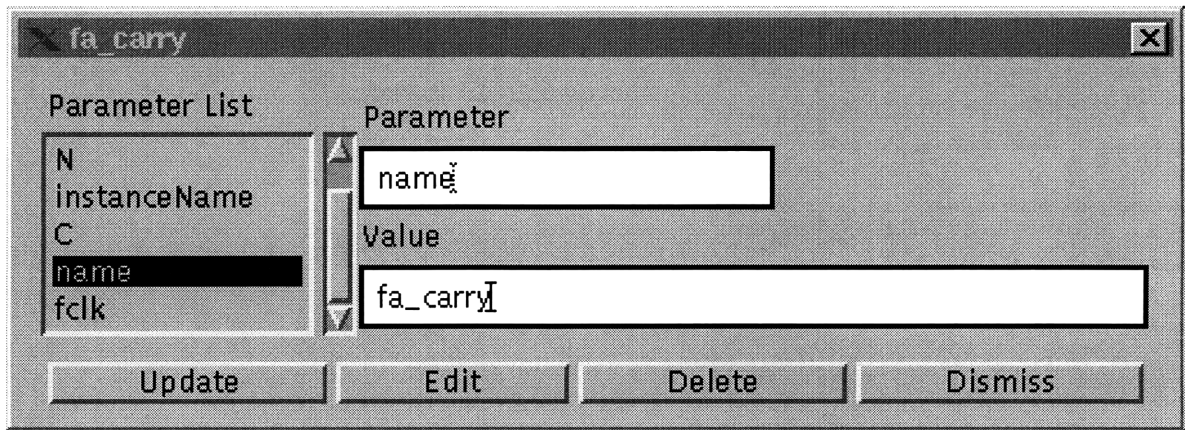 fa_carry
Parameter List
N
instanceName
C
name
fclk
Parameter
name
Value
fa_carry
Update
Edit
Delete
Dismiss